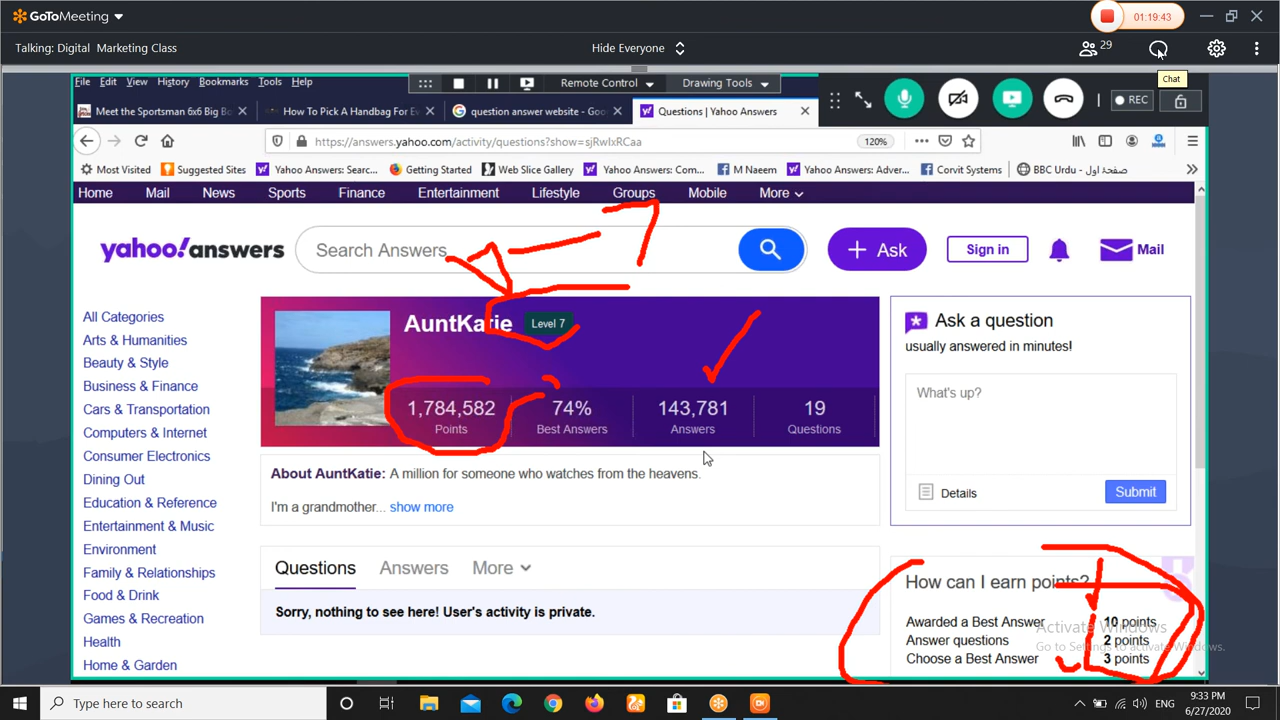 GoToMeeting
01:19:43
Talking: Digital Marketing Class
Hide Everyone
29
Chat
File Edit View History Bookmarks Tools Help
Remote Control
Drawing Tools
REC
Meet the Sportsman 6x6 Big Bo
How To Pick A Handbag For Ev
question answer website - Goo
Questions | Yahoo Answers
https://answers.yahoo.com/activity/questions?show=sjRwIxRCaa
120%
Most Visited
Suggested Sites
Yahoo Answers: Searc...
Getting Started
Web Slice Gallery
Yahoo Answers: Com...
M Naeem
Yahoo Answers: Adver...
Corvit Systems
BBC Urdu - صفحۂ اول
Home Mail News Sports Finance Entertainment Lifestyle Groups Mobile More
7
yahoo!answers
Search Answers
Ask
Sign in
Mail
All Categories
Arts & Humanities
Beauty & Style
Business & Finance
Cars & Transportation
Computers & Internet
Consumer Electronics
Dining Out
Education & Reference
Entertainment & Music
Environment
Family & Relationships
Food & Drink
Games & Recreation
Health
Home & Garden
AuntKatie Level 7
1,784,582 74% 143,781 19
Points Best Answers Answers Questions
About AuntKatie: A million for someone who watches from the heavens.
I'm a grandmother... show more
Questions Answers More
Sorry, nothing to see here! User's activity is private.
Ask a question
usually answered in minutes!
What's up?
Details
Submit
How can I earn points?
Awarded a Best Answer 10 points
Answer questions 2 points
Choose a Best Answer 3 points
Activate Windows
Go to Settings to activate Windows.
Type here to search
9:33 PM
6/27/2020